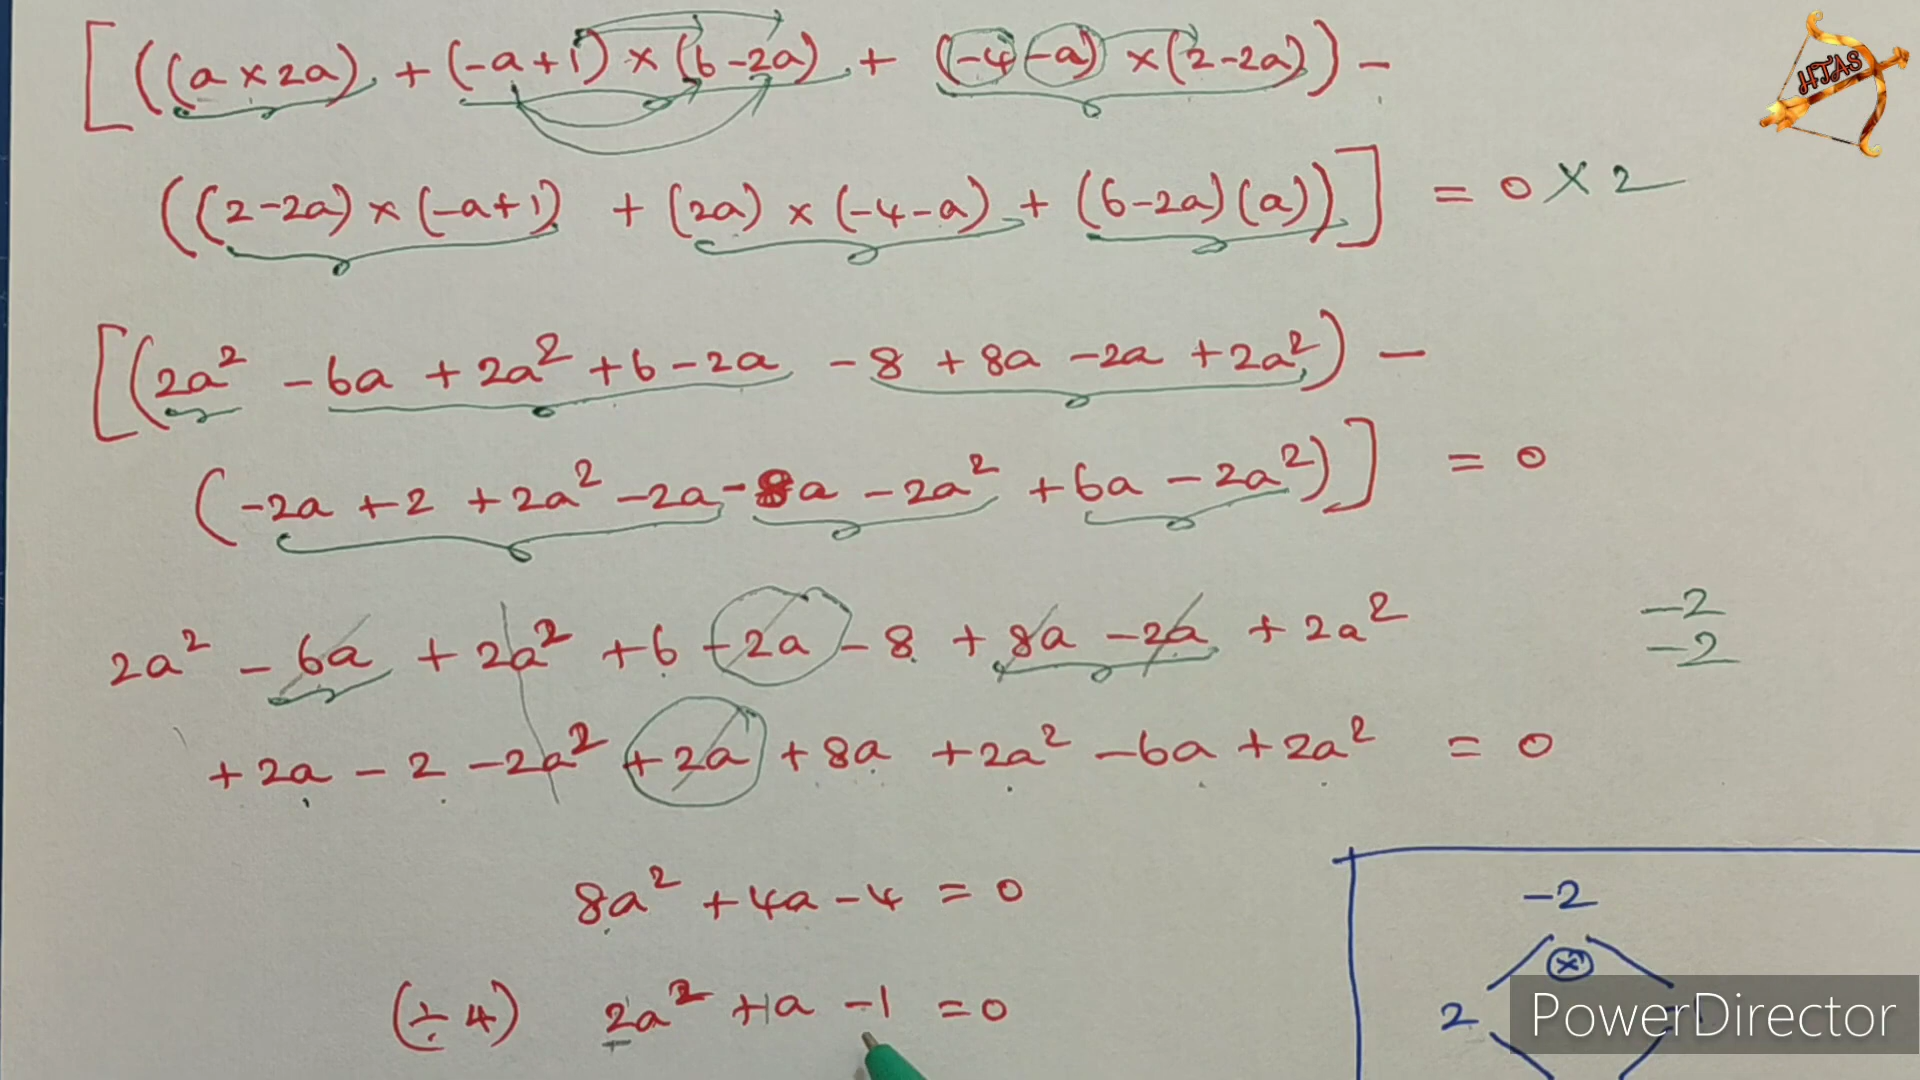 [((a×2a) + (-a+1)×(6-2a) + (-4-a)×(2-2a)) -
HTAS
((2-2a)×(-a+1) + (2a)×(-4-a) + (6-2a)(a))] = 0 × 2
[(2a² - 6a + 2a² + 6 - 2a - 8 + 8a - 2a + 2a²) -
(-2a + 2 + 2a² - 2a - 8a - 2a² + 6a - 2a²)] = 0
2a² - 6a + 2a² + 6 - 2a - 8 + 8a - 2a + 2a²
-2
-2
+ 2a - 2 - 2a² + 2a + 8a + 2a² - 6a + 2a² = 0
8a² + 4a - 4 = 0
(÷4) 2a² + 1a - 1 = 0
-2
×
2
PowerDirector